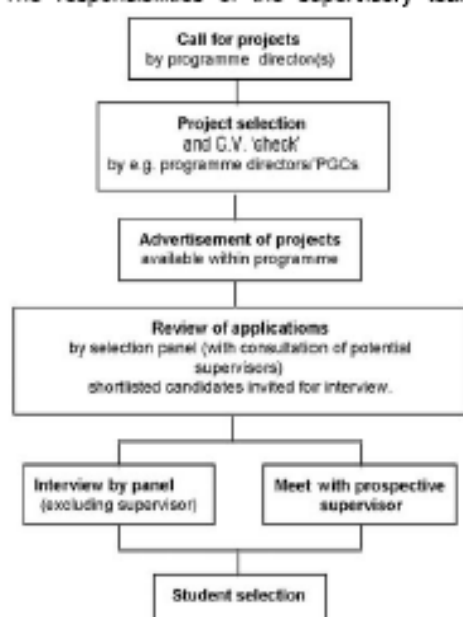 The responsibilities of the supervisory
Call for projects
by programme director(s)
Project selection
and C.V. 'check'
by e.g. programme directors/PGCs
Advertisement of projects
available within programme
Review of applications
by selection panel (with consultation of potential
supervisors)
shortlisted candidates invited for interview.
Interview by panel
(excluding supervisor)
Meet with prospective
supervisor
Student selection